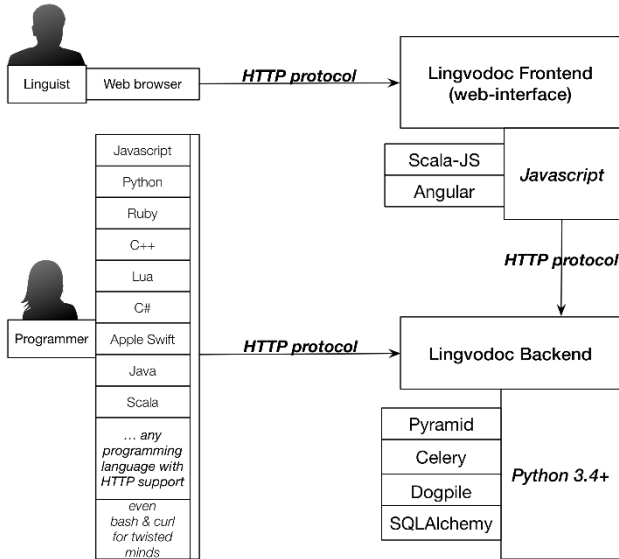 Linguist
Web browser
HTTP protocol
Lingvodoc Frontend
(web-interface)
Scala-JS
Angular
Javascript
HTTP protocol
Javascript
Python
Ruby
C++
Lua
C#
Apple Swift
Java
Scala
... any
programming
language with
HTTP support
even
bash & curl
for twisted
minds
Programmer
HTTP protocol
Lingvodoc Backend
Pyramid
Celery
Dogpile
SQLAlchemy
Python 3.4+